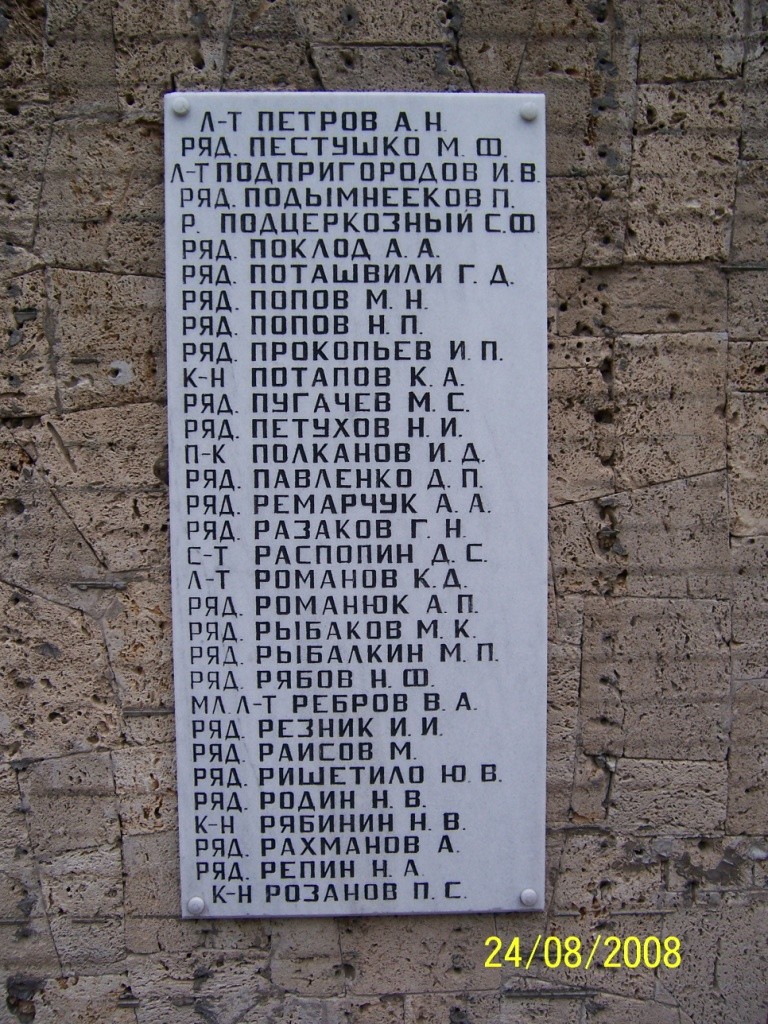 Л-Т ПЕТРОВ А.Н.
РЯД. ПЕСТУШКО М. Ф.
Л-Т ПОДПРИГОРОДОВ И. В.
РЯД. ПОДЫМНЕЕКОВ П.
Р. ПОДЦЕРКОЗНЫЙ С.Ф.
РЯД. ПОКЛОД А. А.
РЯД. ПОТАШВИЛИ Г. Д.
РЯД. ПОПОВ М. Н.
РЯД. ПОПОВ Н. П.
РЯД. ПРОКОПЬЕВ И. П.
К-Н ПОТАПОВ К. А.
РЯД. ПУГАЧЕВ М. С.
РЯД. ПЕТУХОВ Н. И.
П-К ПОЛКАНОВ И. Д.
РЯД. ПАВЛЕНКО Д. П.
РЯД. РЕМАРЧУК А. А.
РЯД. РАЗАКОВ Г. Н.
С-Т РАСПОПИН Д. С.
Л-Т РОМАНОВ К. Д.
РЯД. РОМАНЮК А. П.
РЯД. РЫБАКОВ М. К.
РЯД. РЫБАЛКИН М. П.
РЯД. РЯБОВ Н. Ф.
МЛ. Л-Т РЕБРОВ В. А.
РЯД. РЕЗНИК И. И.
РЯД. РАИСОВ М.
РЯД. РИШЕТИЛО Ю. В.
РЯД. РОДИН Н. В.
К-Н РЯБИНИН Н. В.
РЯД. РАХМАНОВ А.
РЯД. РЕПИН Н. А.
К-Н РОЗАНОВ П. С.
24/08/2008